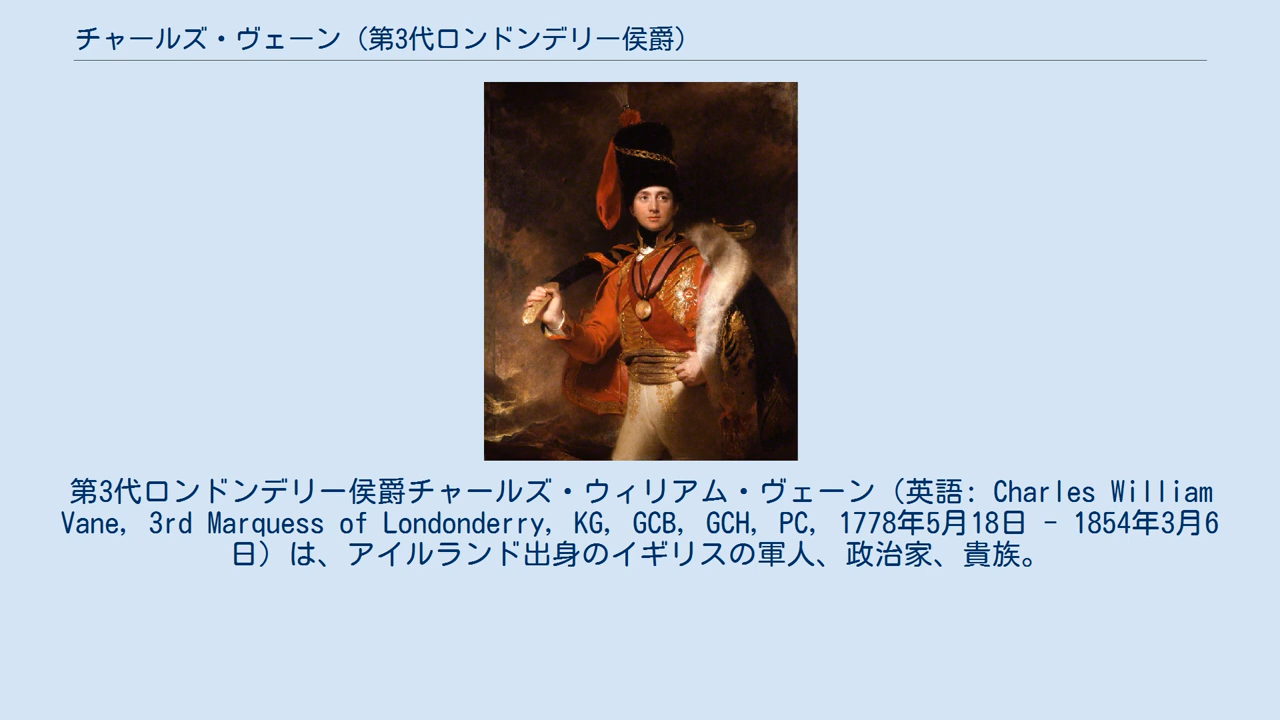 チャールズ・ヴェーン（第3代ロンドンデリー侯爵）
第3代ロンドンデリー侯爵チャールズ・ウィリアム・ヴェーン（英語: Charles William
Vane, 3rd Marquess of Londonderry, KG, GCB, GCH, PC, 1778年5月18日 - 1854年3月6
日）は、アイルランド出身のイギリスの軍人、政治家、貴族。